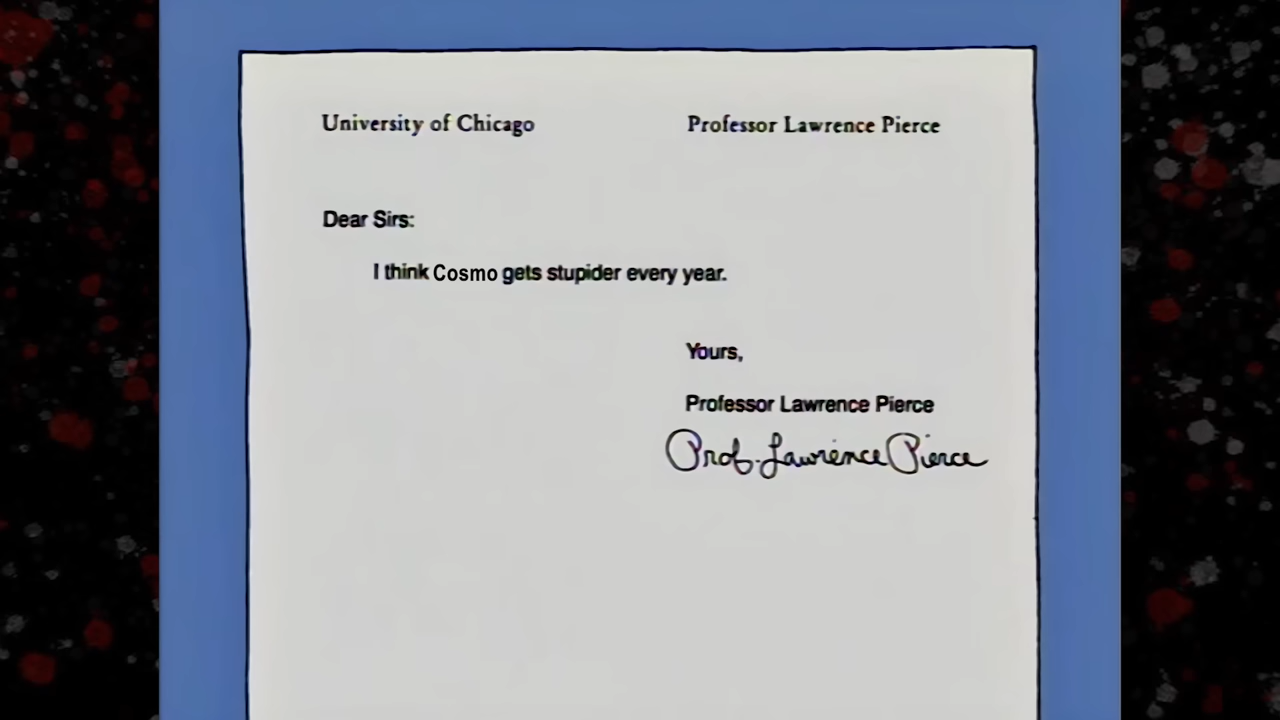 University of Chicago Professor Lawrence Pierce
Dear Sirs:
I think Cosmo gets stupider every year.
Yours,
Professor Lawrence Pierce
Prof. Lawrence Pierce